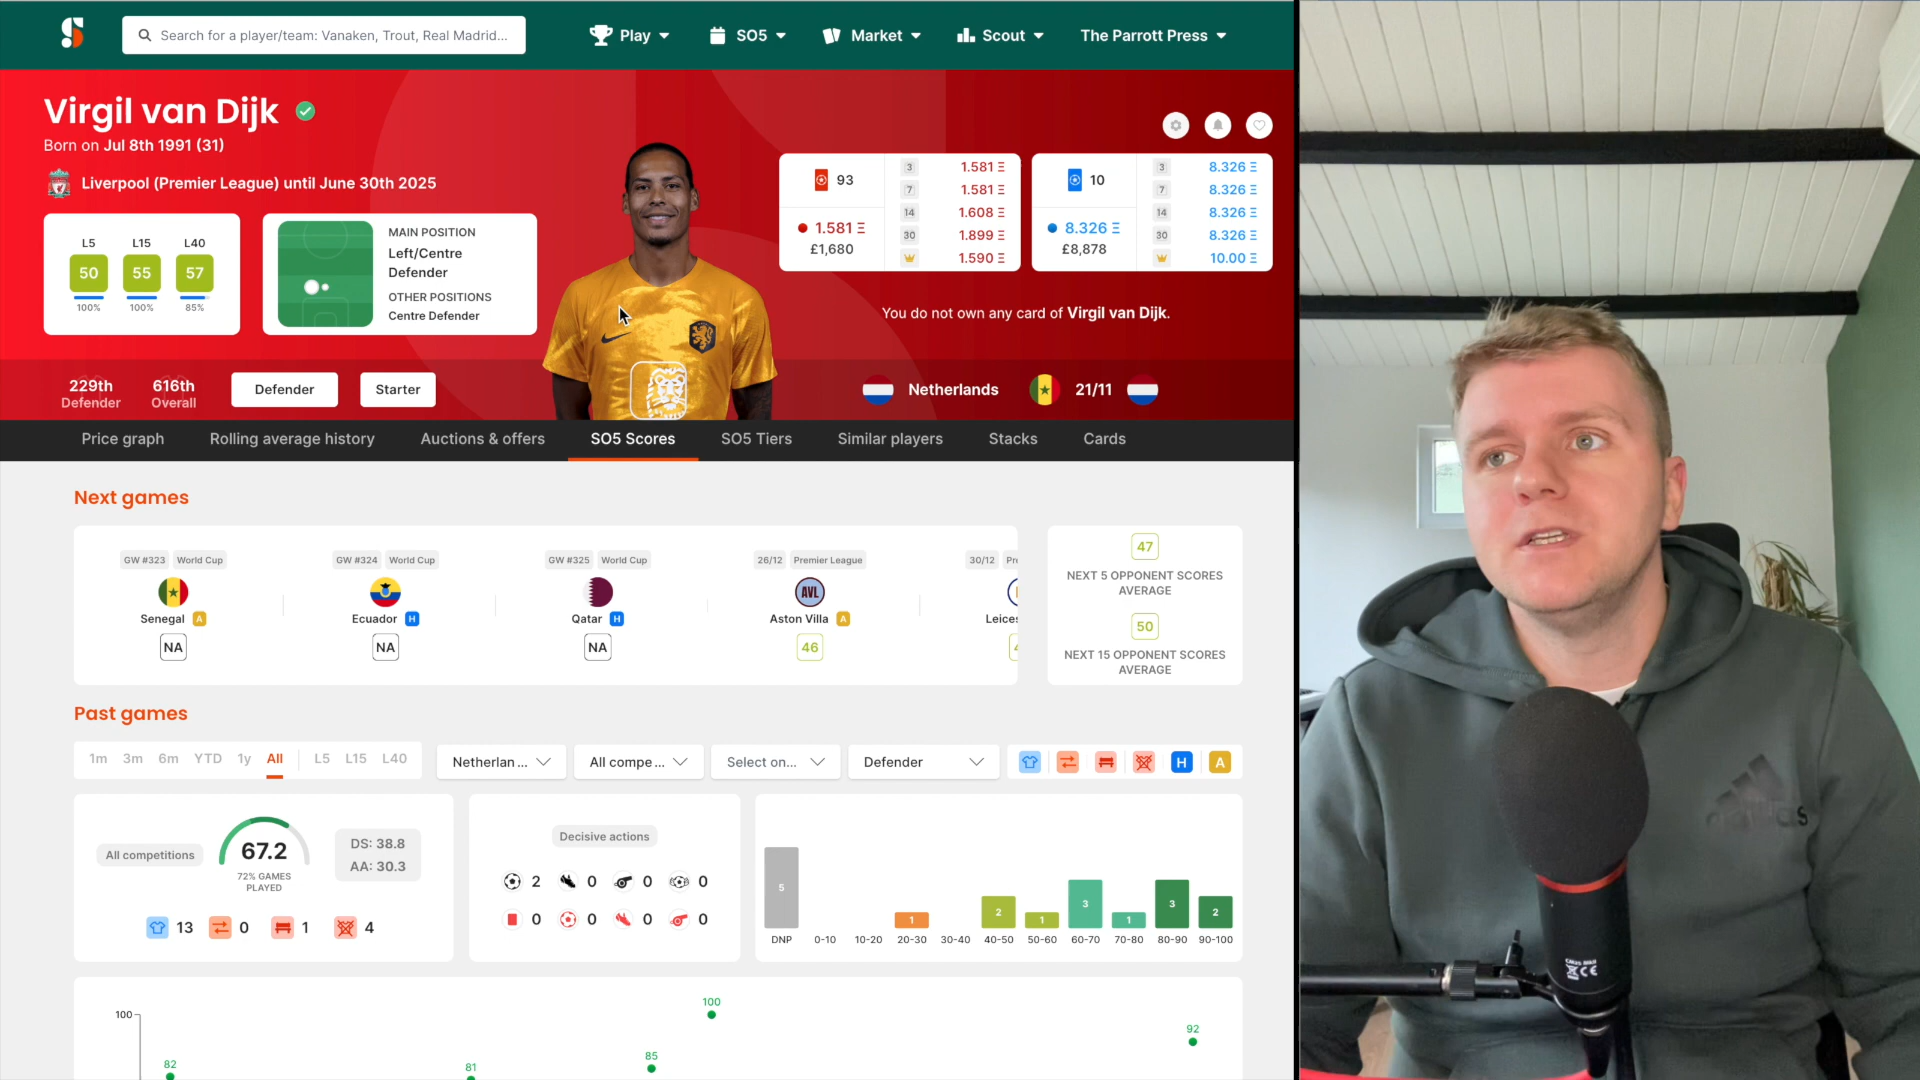 Search for a player/team: Vanaken, Trout, Real Madrid...
Play
SO5
Market
Scout
The Parrott Press
Virgil van Dijk
Born on Jul 8th 1991 (31)
Liverpool (Premier League) until June 30th 2025
L5
L15
L40
50
55
57
100%
100%
85%
MAIN POSITION
Left/Centre
Defender
OTHER POSITIONS
Centre Defender
93
1.581 Ξ
£1,680
3
1.581 Ξ
7
1.581 Ξ
14
1.608 Ξ
30
1.899 Ξ
1.590 Ξ
10
8.326 Ξ
£8,878
3
8.326 Ξ
7
8.326 Ξ
14
8.326 Ξ
30
8.326 Ξ
10.00 Ξ
You do not own any card of Virgil van Dijk.
229th
Defender
616th
Overall
Defender
Starter
Netherlands
21/11
Price graph
Rolling average history
Auctions & offers
SO5 Scores
SO5 Tiers
Similar players
Stacks
Cards
Next games
GW #323
World Cup
Senegal
A
NA
GW #324
World Cup
Ecuador
H
NA
GW #325
World Cup
Qatar
H
NA
26/12
Premier League
AVL
Aston Villa
A
46
30/12
Pr
Leices
47
NEXT 5 OPPONENT SCORES
AVERAGE
50
NEXT 15 OPPONENT SCORES
AVERAGE
Past games
1m
3m
6m
YTD
1y
All
L5
L15
L40
Netherlan ...
All compe ...
Select on...
Defender
H
A
All competitions
67.2
72% GAMES
PLAYED
DS: 38.8
AA: 30.3
13
0
1
4
Decisive actions
2
0
0
0
0
0
0
0
5
1
2
1
3
1
3
2
DNP
0-10
10-20
20-30
30-40
40-50
50-60
60-70
70-80
80-90
90-100
100
82
81
85
100
92
adidas